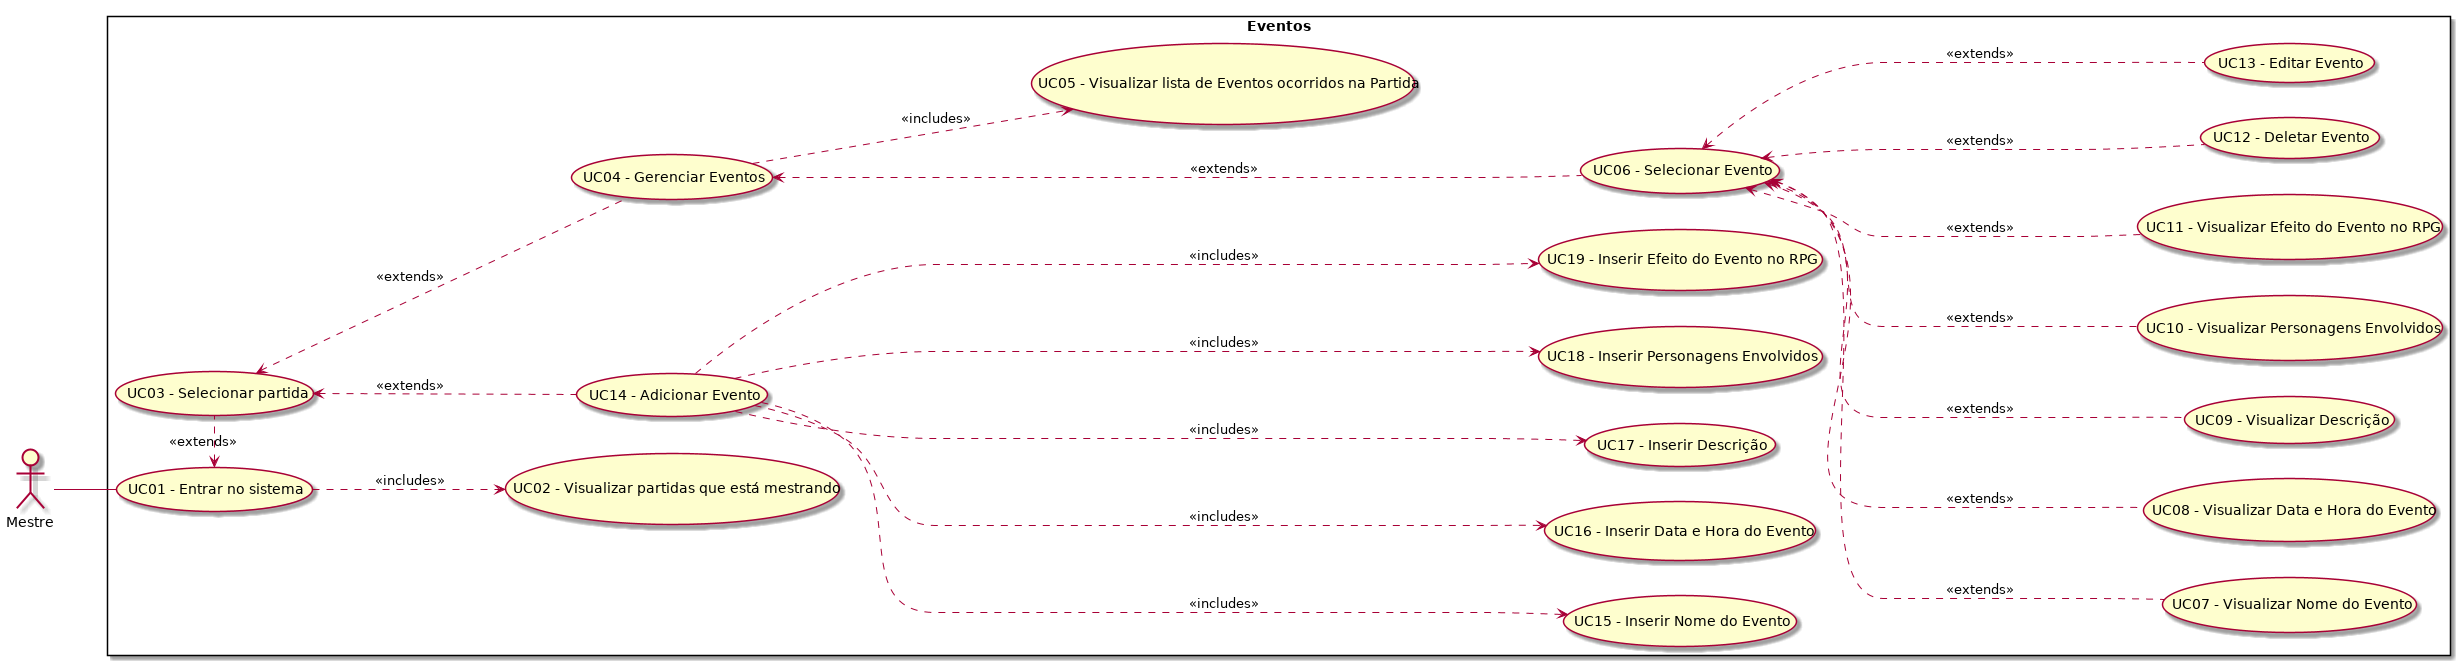 Eventos
UC13 - Editar Evento
«extends»
UC05 - Visualizar lista de Eventos ocorridos na Partida
«includes»
UC12 - Deletar Evento
«extends»
UC04 - Gerenciar Eventos
«extends»
UC06 - Selecionar Evento
UC11 - Visualizar Efeito do Evento no RPG
«extends»
«includes»
UC19 - Inserir Efeito do Evento no RPG
«extends»
UC10 - Visualizar Personagens Envolvidos
«extends»
«includes»
UC18 - Inserir Personagens Envolvidos
UC03 - Selecionar partida
«extends»
UC14 - Adicionar Evento
«extends»
UC09 - Visualizar Descrição
«extends»
«includes»
UC17 - Inserir Descrição
Mestre
UC01 - Entrar no sistema
«includes»
UC02 - Visualizar partidas que está mestrando
«extends»
UC08 - Visualizar Data e Hora do Evento
«includes»
UC16 - Inserir Data e Hora do Evento
«extends»
UC07 - Visualizar Nome do Evento
«includes»
UC15 - Inserir Nome do Evento